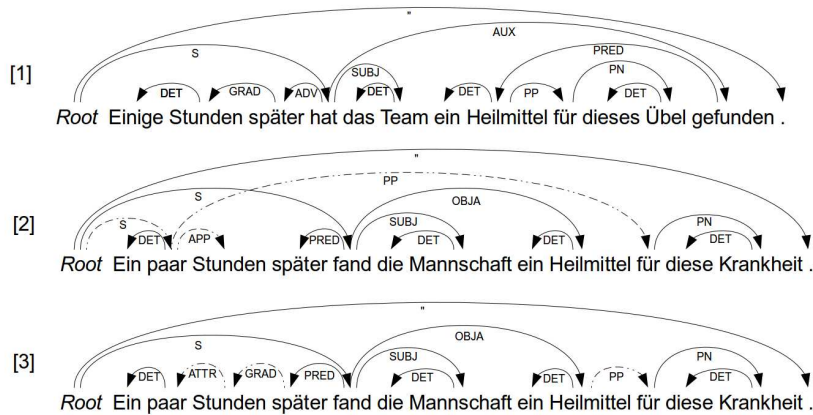 "
AUX
S
PRED
[1]
SUBJ
PN
DET GRAD ADV DET DET PP DET
Root Einige Stunden später hat das Team ein Heilmittel für dieses Übel gefunden .
"
PP
S
OBJA
[2]
S
SUBJ
PN
DET APP PRED DET DET DET
Root Ein paar Stunden später fand die Mannschaft ein Heilmittel für diese Krankheit .
"
OBJA
S
[3]
SUBJ
PN
DET ATTR GRAD PRED DET DET PP DET
Root Ein paar Stunden später fand die Mannschaft ein Heilmittel für diese Krankheit .